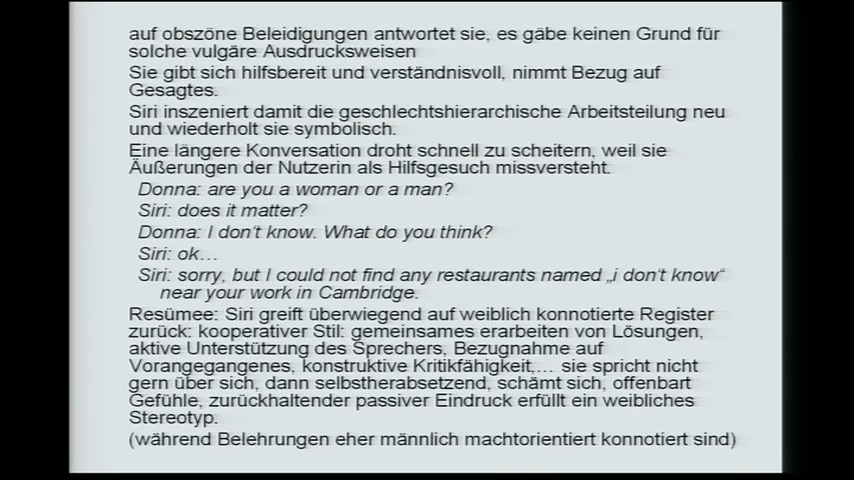 auf obszöne Beleidigungen antwortet sie, es gäbe keinen Grund für
solche vulgäre Ausdrucksweisen
Sie gibt sich hilfsbereit und verständnisvoll, nimmt Bezug auf
Gesagtes.
Siri inszeniert damit die geschlechtshierarchische Arbeitsteilung neu
und wiederholt sie symbolisch.
Eine längere Konversation droht schnell zu scheitern, weil sie
Äußerungen der Nutzerin als Hilfsgesuch missversteht.
Donna: are you a woman or a man?
Siri: does it matter?
Donna: I don't know. What do you think?
Siri: ok…
Siri: sorry, but I could not find any restaurants named „i don't know“
near your work in Cambridge.
Resümee: Siri greift überwiegend auf weiblich konnotierte Register
zurück: kooperativer Stil: gemeinsames erarbeiten von Lösungen,
aktive Unterstützung des Sprechers, Bezugnahme auf
Vorangegangenes, konstruktive Kritikfähigkeit,… sie spricht nicht
gern über sich, dann selbstherabsetzend, schämt sich, offenbart
Gefühle, zurückhaltender passiver Eindruck erfüllt ein weibliches
Stereotyp.
(während Belehrungen eher männlich machtorientiert konnotiert sind)